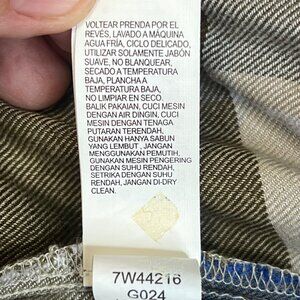 VOLTEAR PRENDA POR EL
REVÉS, LAVADO A MÁQUINA
AGUA FRÍA, CICLO DELICADO,
UTILIZAR SOLAMENTE JABÓN
SUAVE, NO BLANQUEAR,
SECADO A TEMPERATURA
BAJA, PLANCHA A
TEMPERATURA BAJA,
NO LIMPIAR EN SECO.
BALIK PAKAIAN, CUCI MESIN
DENGAN AIR DINGIN, CUCI
MESIN DENGAN TENAGA
PUTARAN TERENDAH,
GUNAKAN HANYA SABUN
YANG LEMBUT , JANGAN
MENGGUNAKAN PEMUTIH,
GUNAKAN MESIN PENGERING
DENGAN SUHU RENDAH,
SETRIKA DENGAN SUHU
RENDAH, JANGAN DI-DRY
CLEAN.
7W44216
G024